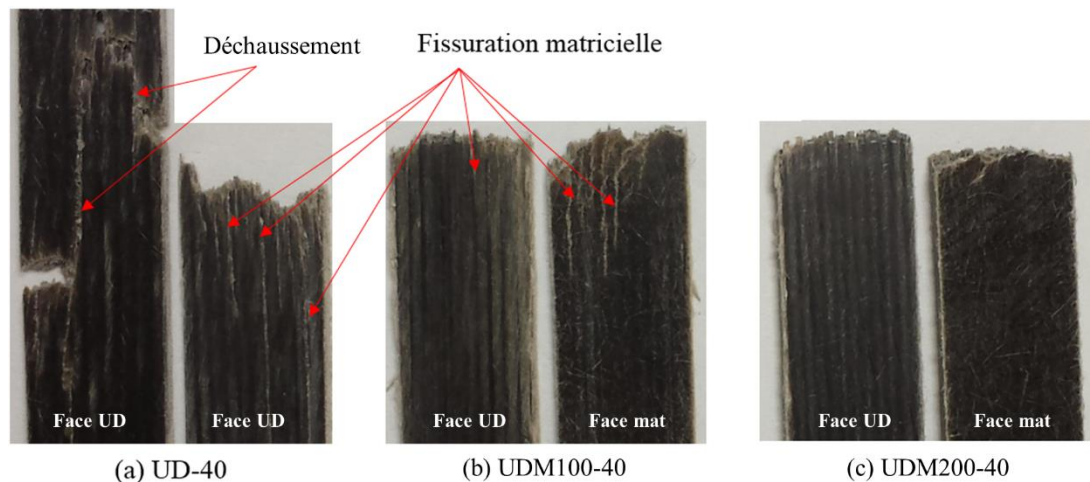 Déchaussement
Fissuration matricielle
Face UD
Face UD
Face UD
Face mat
Face UD
Face mat
(a) UD-40
(b) UDM100-40
(c) UDM200-40